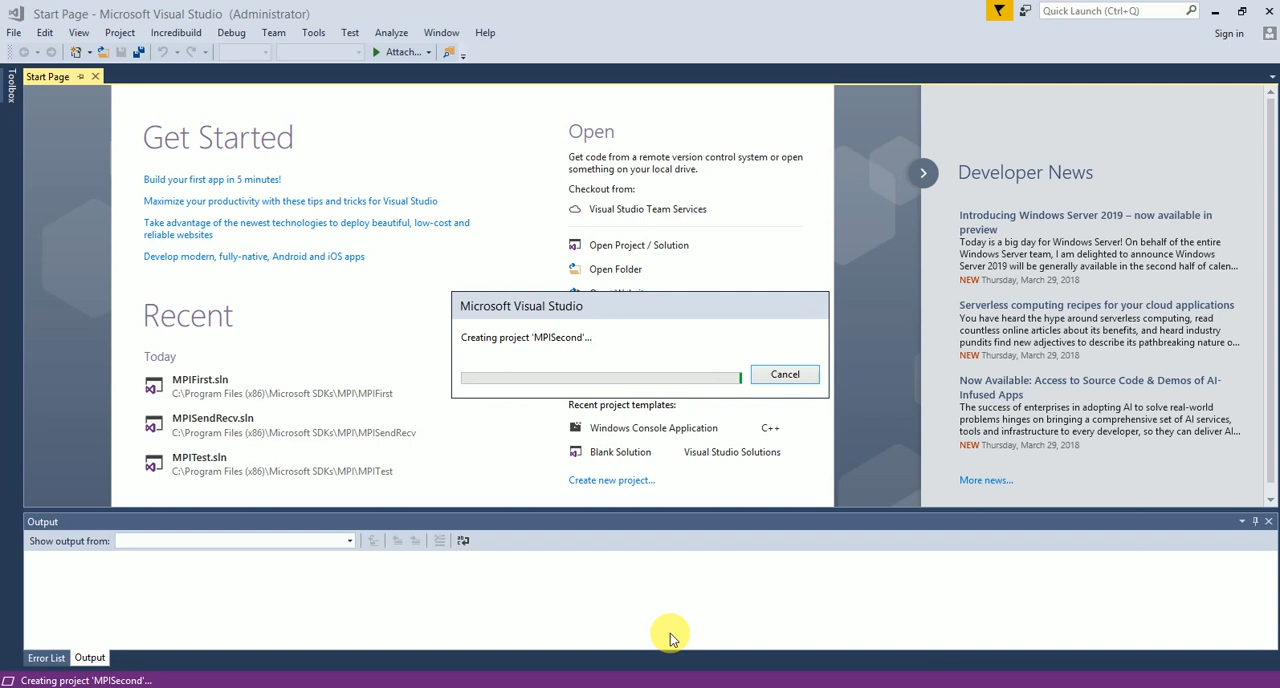 Start Page - Microsoft Visual Studio (Administrator)
Quick Launch (Ctrl+Q)
File Edit View Project Incredibuild Debug Team Tools Test Analyze Window Help
Sign in
Attach...
Toolbox
Start Page
Get Started
Build your first app in 5 minutes!
Maximize your productivity with these tips and tricks for Visual Studio
Take advantage of the newest technologies to deploy beautiful, low-cost and
reliable websites
Develop modern, fully-native, Android and iOS apps
Recent
Today
MPIFirst.sln
C:\Program Files (x86)\Microsoft SDKs\MPI\MPIFirst
MPISendRecv.sln
C:\Program Files (x86)\Microsoft SDKs\MPI\MPISendRecv
MPITest.sln
C:\Program Files (x86)\Microsoft SDKs\MPI\MPITest
Open
Get code from a remote version control system or open
something on your local drive.
Checkout from:
Visual Studio Team Services
Open Project / Solution
Open Folder
Microsoft Visual Studio
Creating project 'MPISecond'...
Cancel
Recent project templates:
Windows Console Application C++
Blank Solution Visual Studio Solutions
Create new project...
Developer News
Introducing Windows Server 2019 – now available in
preview
Today is a big day for Windows Server! On behalf of the entire
Windows Server team, I am delighted to announce Windows
Server 2019 will be generally available in the second half of calen...
NEW Thursday, March 29, 2018
Serverless computing recipes for your cloud applications
You have heard the hype around serverless computing, read
countless online articles about its benefits, and heard industry
pundits find new adjectives to describe its pathbreaking nature o...
NEW Thursday, March 29, 2018
Now Available: Access to Source Code & Demos of AI-
Infused Apps
The success of enterprises in adopting AI to solve real-world
problems hinges on bringing a comprehensive set of AI services,
tools and infrastructure to every developer, so they can deliver AI...
NEW Thursday, March 29, 2018
More news...
Output
Show output from:
Error List Output
Creating project 'MPISecond'...